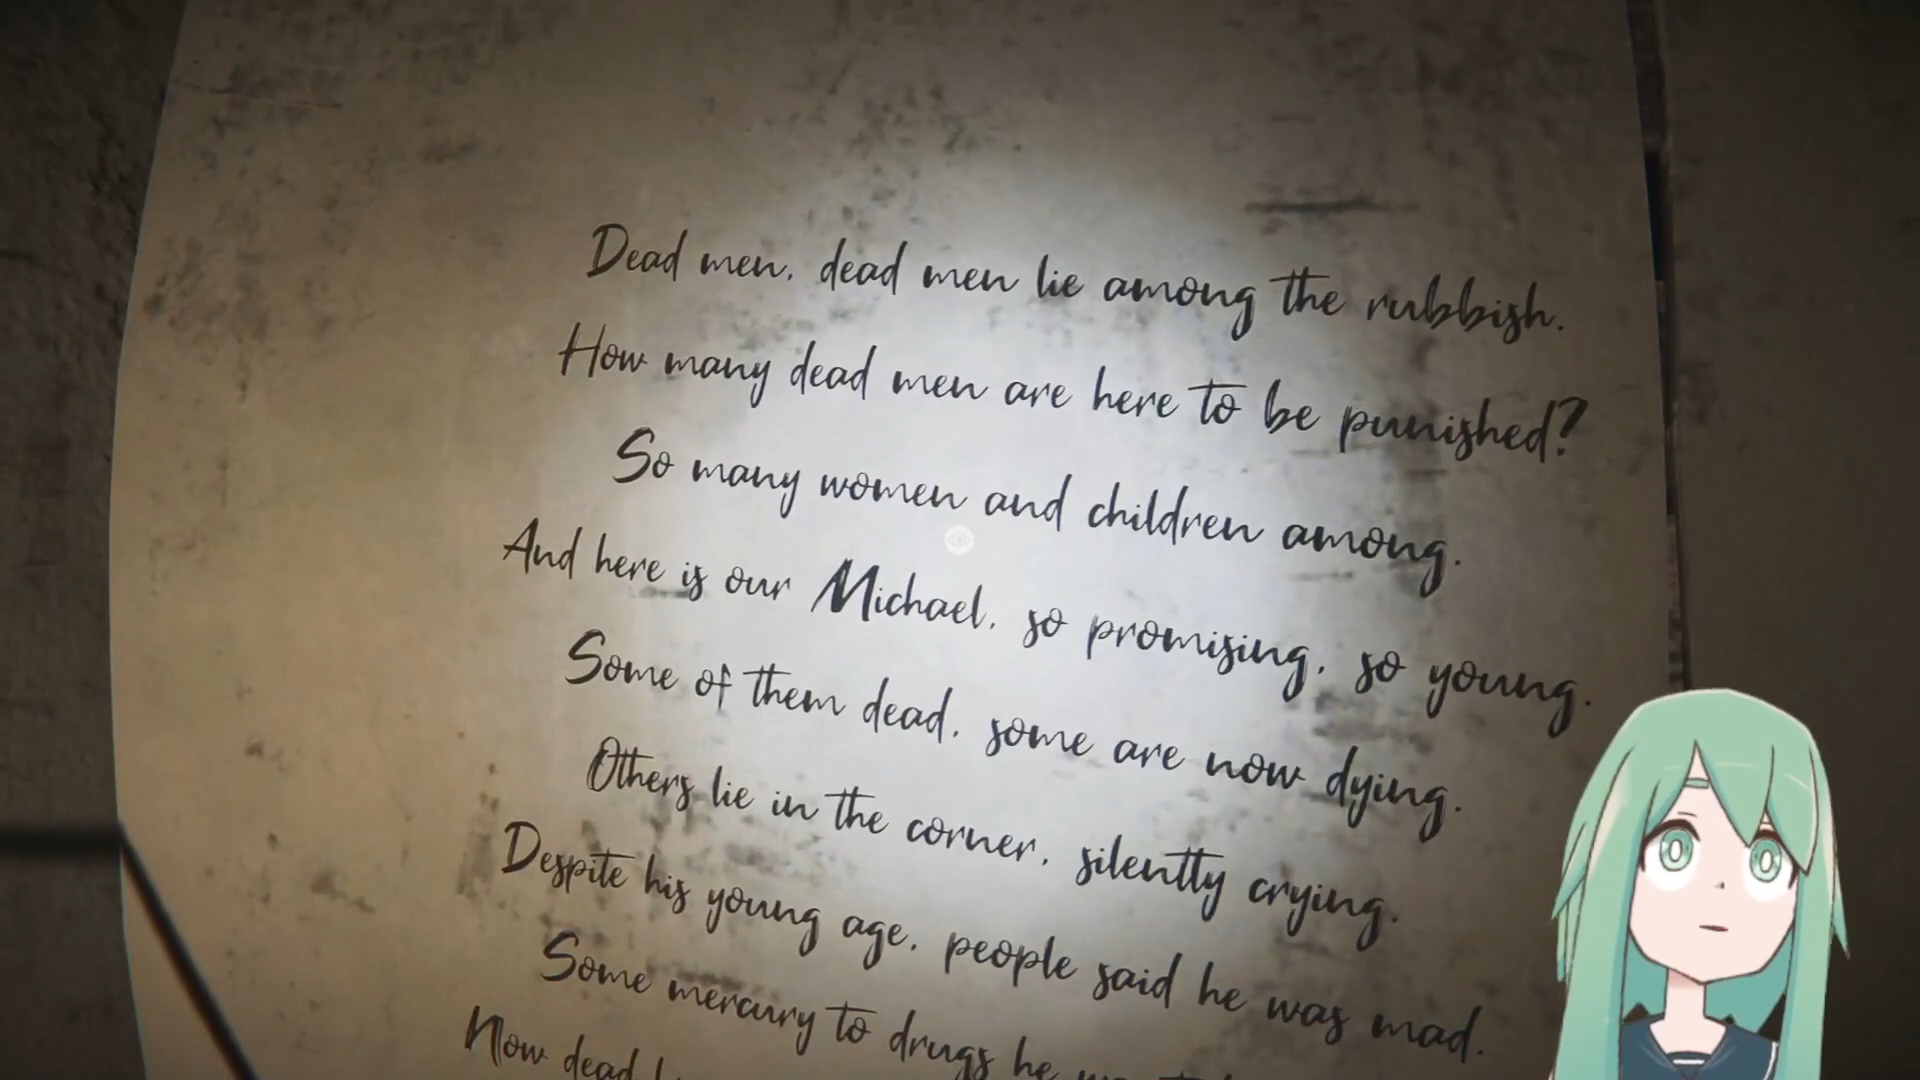 Dead men, dead men lie among the rubbish.
How many dead men are here to be punished?
So many women and children among.
And here is our Michael, so promising, so young.
Some of them dead, some are now dying.
Others lie in the corner, silently crying.
Despite his young age, people said he was mad.
Some mercury to drugs he
Now dead